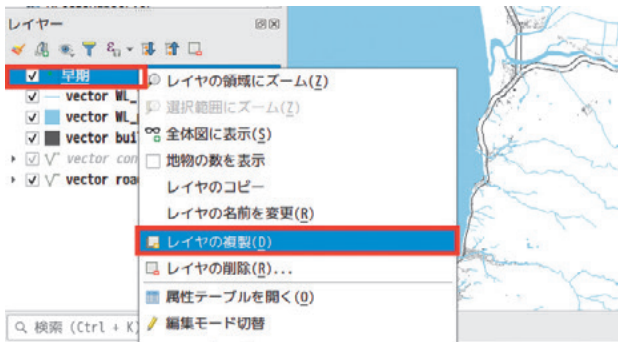 レイヤー
早期
vector WL_
vector WL_
vector bui
vector con
vector roa
レイヤの領域にズーム(Z)
選択範囲にズーム(Z)
全体図に表示(S)
地物の数を表示
レイヤのコピー
レイヤの名前を変更(R)
レイヤの複製(D)
レイヤの削除(R)...
属性テーブルを開く(O)
編集モード切替
検索 (Ctrl + K)